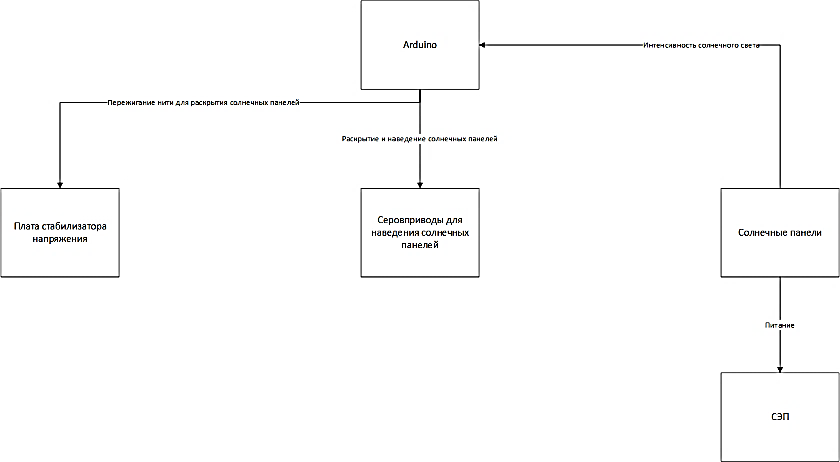 Arduino
Интенсивность солнечного света
Пережигание нити для раскрытия солнечных панелей
Раскрытие и наведение солнечных панелей
Плата стабилизатора
напряжения
Серовприводы для
наведения солнечных
панелей
Солнечные панели
Питание
СЭП